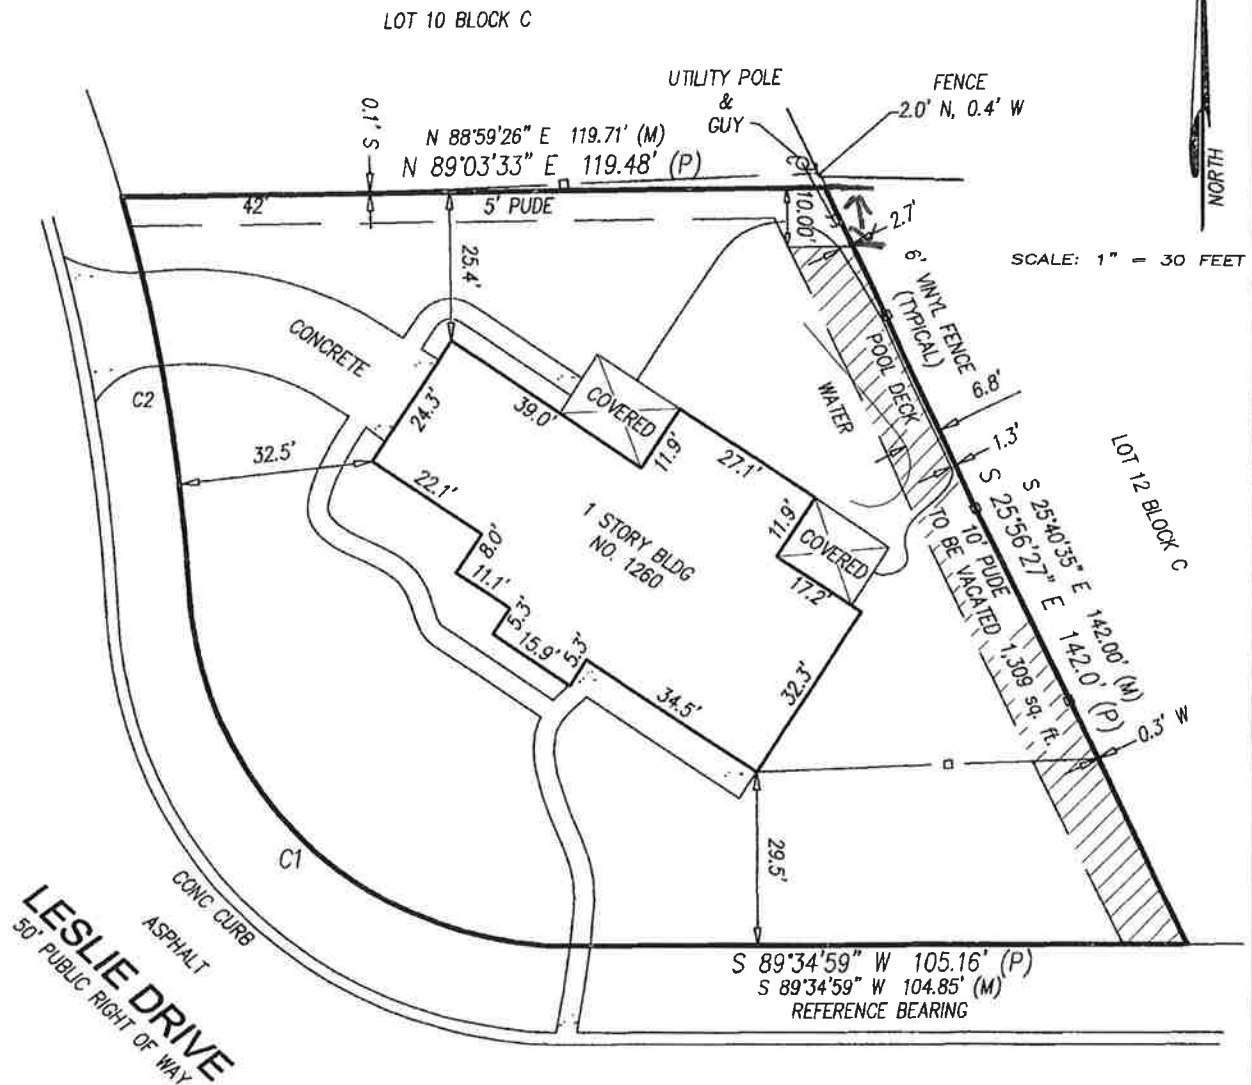 LOT 10 BLOCK C
UTILITY POLE
&
GUY
FENCE
2.0' N, 0.4' W
NORTH
SCALE: 1" = 30 FEET
0.1' S
N 88°59'26" E 119.71' (M)
N 89°03'33" E 119.48' (P)
42'
5' PUDE
10.00'
2.7'
25.4'
6' VINYL FENCE
(TYPICAL)
CONCRETE
POOL DECK
WATER
6.8'
1.3'
C2
24.3'
39.0'
COVERED
11.9'
27.1'
32.5'
22.1'
8.0'
11.1'
5.3'
15.9'
5.3'
1 STORY BLDG
NO. 1260
11.9'
COVERED
17.2'
34.5'
32.3'
LOT 12 BLOCK C
S 25°40'35" E 142.00' (M)
S 25°56'27" E 142.0' (P)
10' PUDE
TO BE VACATED 1,309 sq. ft.
0.3' W
29.5'
C1
CONC CURB
ASPHALT
LESLIE DRIVE
50' PUBLIC RIGHT OF WAY
S 89°34'59" W 105.16' (P)
S 89°34'59" W 104.85' (M)
REFERENCE BEARING